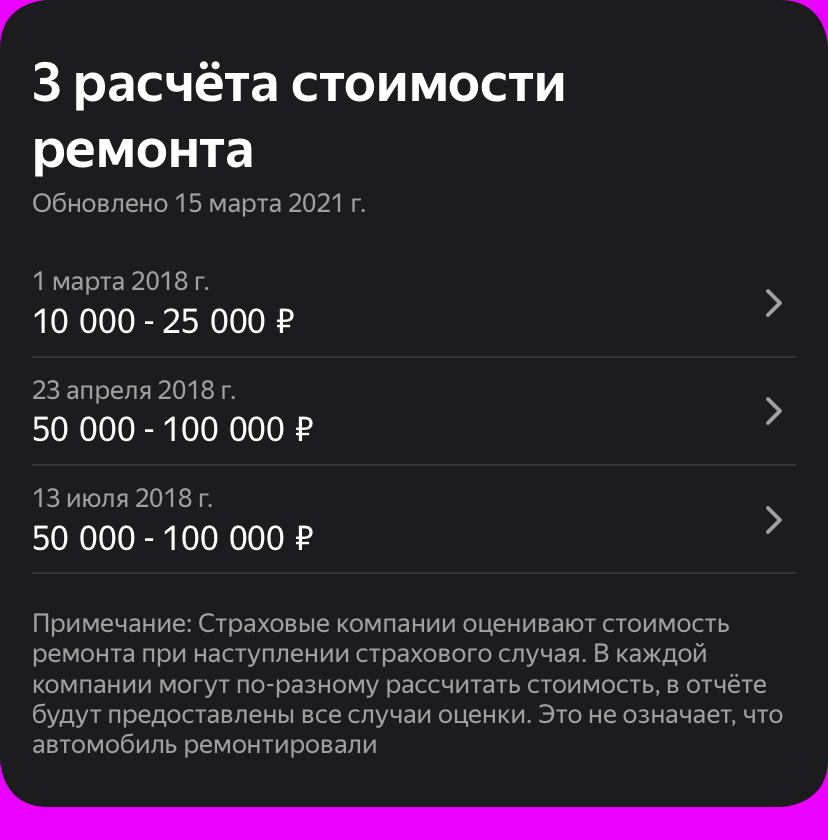 3 расчёта стоимости
ремонта
Обновлено 15 марта 2021 г.
1 марта 2018 г.
10 000 - 25 000 ₽
23 апреля 2018 г.
50 000 - 100 000 ₽
13 июля 2018 г.
50 000 - 100 000 ₽
Примечание: Страховые компании оценивают стоимость
ремонта при наступлении страхового случая. В каждой
компании могут по-разному рассчитать стоимость, в отчёте
будут предоставлены все случаи оценки. Это не означает, что
автомобиль ремонтировали